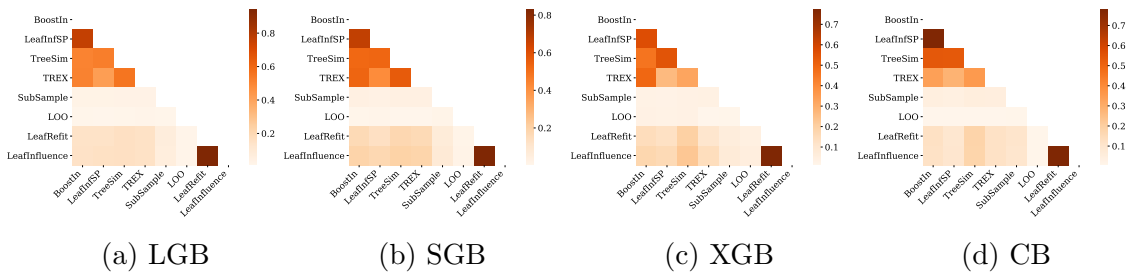 BoostIn
LeafInfSP
TreeSim
TREX
SubSample
LOO
LeafRefit
LeafInfluence
BoostIn
LeafInfSP
TreeSim
TREX
SubSample
LOO
LeafRefit
LeafInfluence
0.8
0.6
0.4
0.2
(a) LGB
BoostIn
LeafInfSP
TreeSim
TREX
SubSample
LOO
LeafRefit
LeafInfluence
BoostIn
LeafInfSP
TreeSim
TREX
SubSample
LOO
LeafRefit
LeafInfluence
0.8
0.6
0.4
0.2
(b) SGB
BoostIn
LeafInfSP
TreeSim
TREX
SubSample
LOO
LeafRefit
LeafInfluence
BoostIn
LeafInfSP
TreeSim
TREX
SubSample
LOO
LeafRefit
LeafInfluence
0.7
0.6
0.5
0.4
0.3
0.2
0.1
(c) XGB
BoostIn
LeafInfSP
TreeSim
TREX
SubSample
LOO
LeafRefit
LeafInfluence
BoostIn
LeafInfSP
TreeSim
TREX
SubSample
LOO
LeafRefit
LeafInfluence
0.7
0.6
0.5
0.4
0.3
0.2
0.1
(d) CB